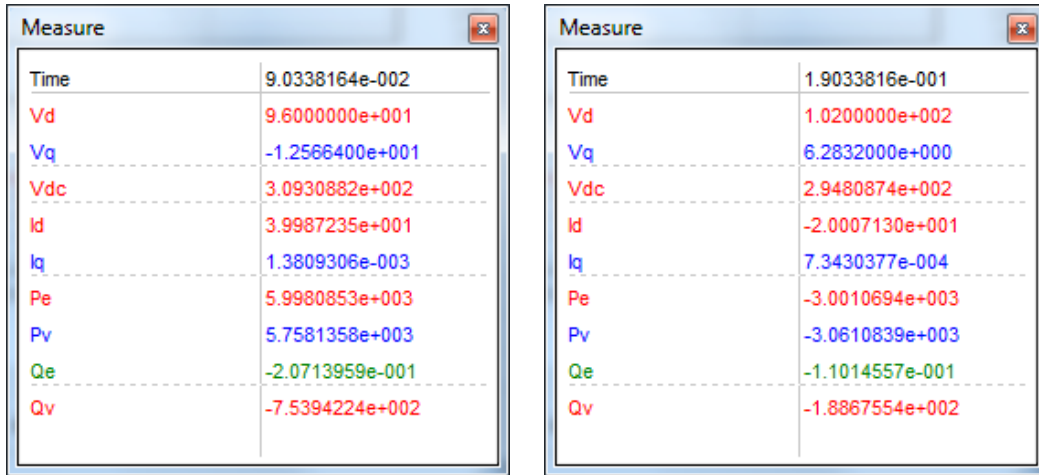 Measure
Time 9.0338164e-002
Vd 9.6000000e+001
Vq -1.2566400e+001
Vdc 3.0930882e+002
Id 3.9987235e+001
Iq 1.3809306e-003
Pe 5.9980853e+003
Pv 5.7581358e+003
Qe -2.0713959e-001
Qv -7.5394224e+002
Measure
Time 1.9033816e-001
Vd 1.0200000e+002
Vq 6.2832000e+000
Vdc 2.9480874e+002
Id -2.0007130e+001
Iq 7.3430377e-004
Pe -3.0010694e+003
Pv -3.0610839e+003
Qe -1.1014557e-001
Qv -1.8867554e+002